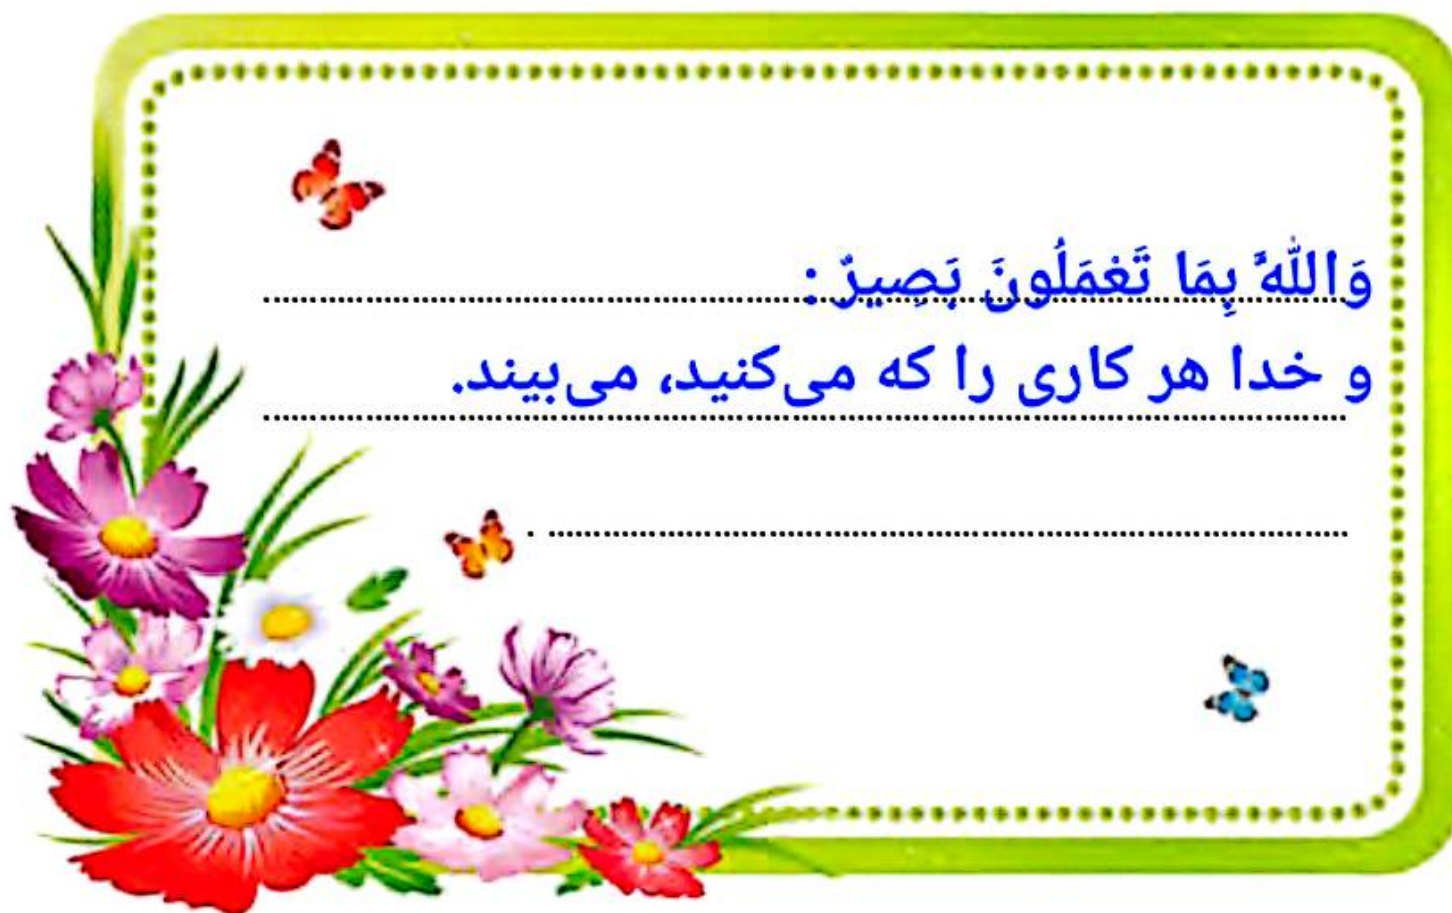 وَاللَّهُ بِمَا تَعْمَلُونَ بَصِيرٌ :
و خدا هر کاری را که می‌کنید، می‌بیند.